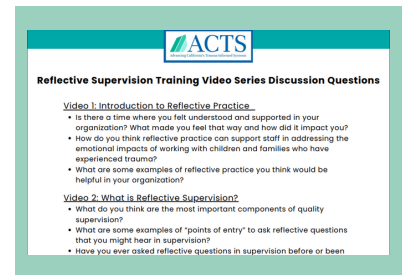 ACTS
Advancing California's Trauma-Informed Systems
Reflective Supervision Training Video Series Discussion Questions
Video 1: Introduction to Reflective Practice
• Is there a time where you felt understood and supported in your
organization? What made you feel that way and how did it impact you?
• How do you think reflective practice can support staff in addressing the
emotional impacts of working with children and families who have
experienced trauma?
• What are some examples of reflective practice you think would be
helpful in your organization?
Video 2: What is Reflective Supervision?
• What do you think are the most important components of quality
supervision?
• What are some examples of "points of entry" to ask reflective questions
that you might hear in supervision?
• Have you ever asked reflective questions in supervision before or been